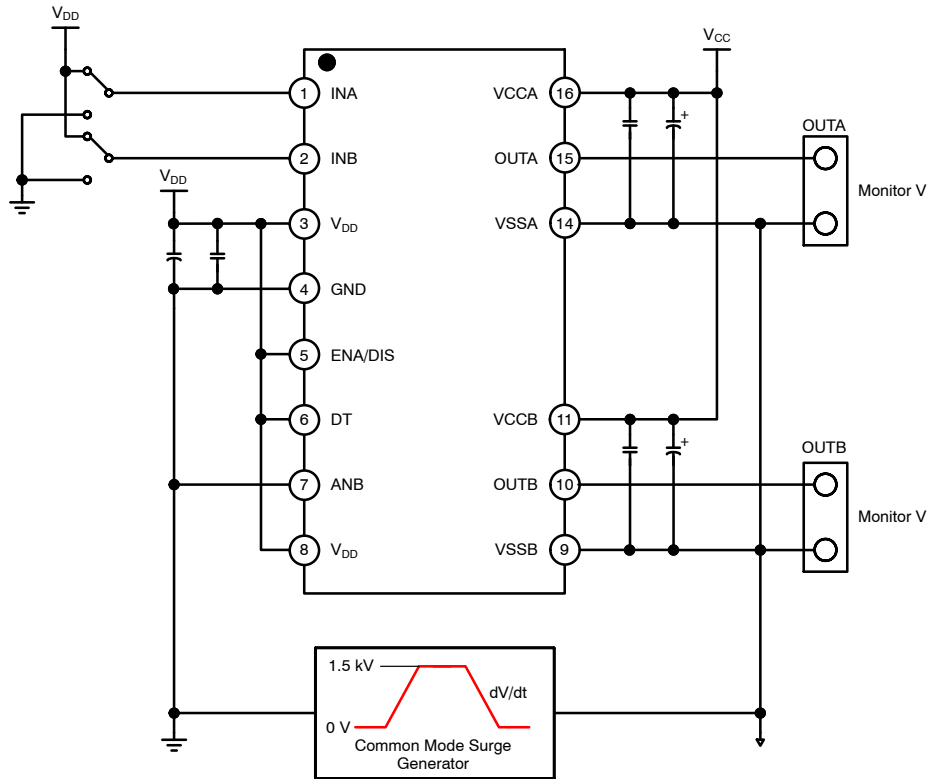 VDD
VCC
1 INA VCCA 16
OUTA
2 INB OUTA 15
Monitor V
VDD
3 VDD VSSA 14
4 GND
5 ENA/DIS
6 DT VCCB 11
+
+
OUTB
7 ANB OUTB 10
Monitor V
8 VDD VSSB 9
1.5 kV
dV/dt
0 V
Common Mode Surge
Generator